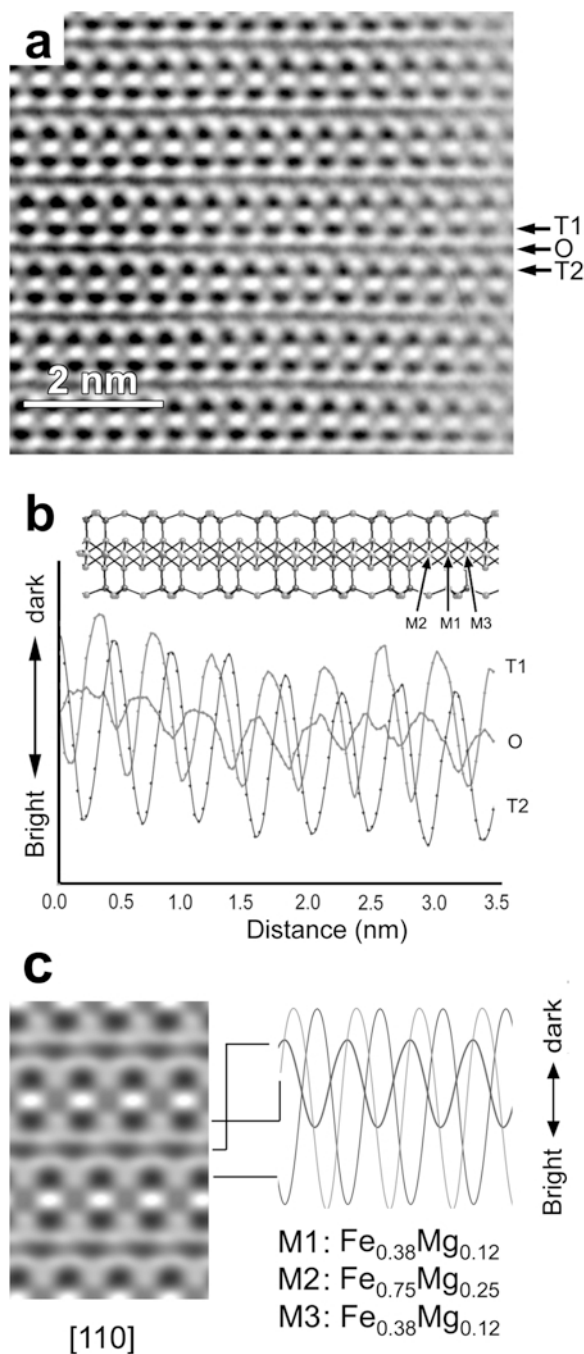 a
T1
O
T2
2 nm
b
M2 M1 M3
dark
Bright
T1
O
T2
0.0 0.5 1.0 1.5 2.0 2.5 3.0 3.5
Distance (nm)
c
dark
Bright
M1: Fe0.38Mg0.12
M2: Fe0.75Mg0.25
M3: Fe0.38Mg0.12
[110]